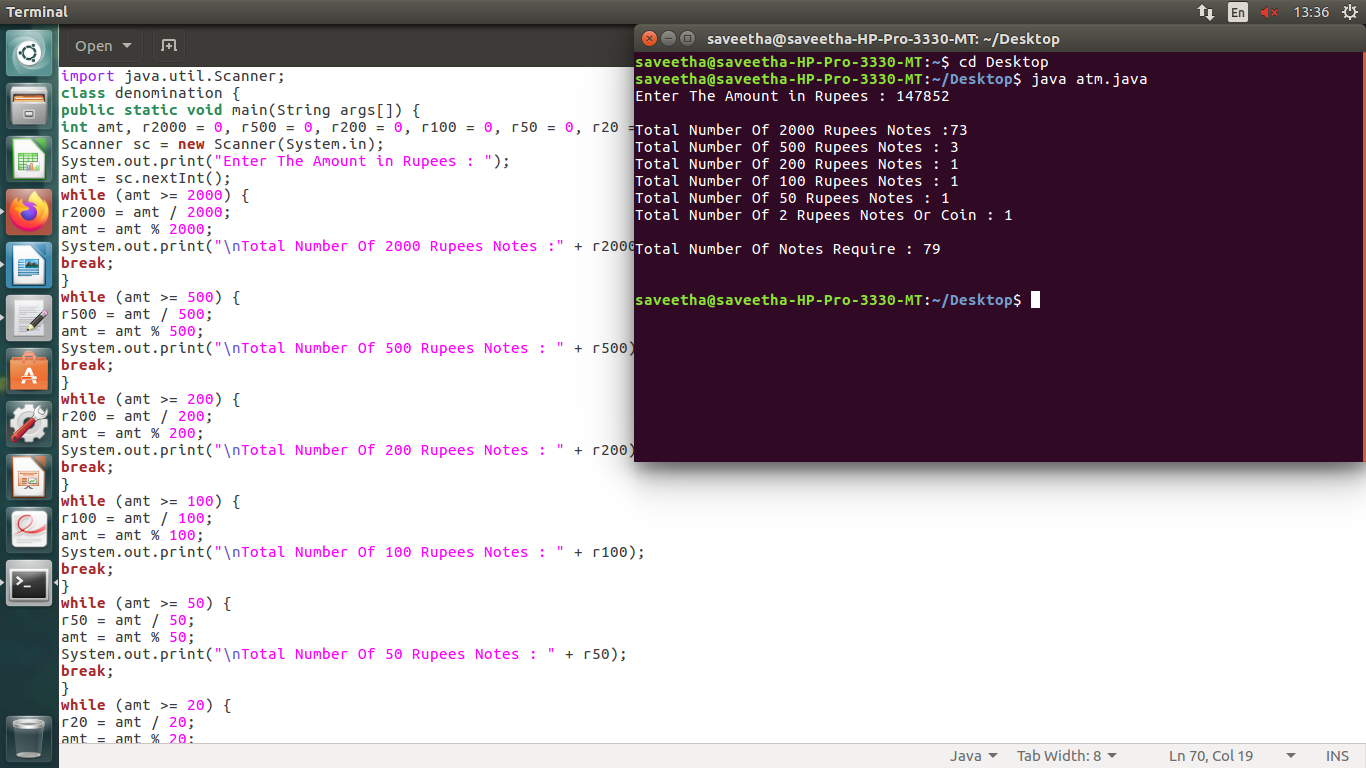 Terminal
En
13:36
Open
import java.util.Scanner;
class denomination {
public static void main(String args[]) {
int amt, r2000 = 0, r500 = 0, r200 = 0, r100 = 0, r50 = 0, r20 =
Scanner sc = new Scanner(System.in);
System.out.print("Enter The Amount in Rupees : ");
amt = sc.nextInt();
while (amt >= 2000) {
r2000 = amt / 2000;
amt = amt % 2000;
System.out.print("\nTotal Number Of 2000 Rupees Notes :" + r2000
break;
}
while (amt >= 500) {
r500 = amt / 500;
amt = amt % 500;
System.out.print("\nTotal Number Of 500 Rupees Notes : " + r500)
break;
}
while (amt >= 200) {
r200 = amt / 200;
amt = amt % 200;
System.out.print("\nTotal Number Of 200 Rupees Notes : " + r200)
break;
}
while (amt >= 100) {
r100 = amt / 100;
amt = amt % 100;
System.out.print("\nTotal Number Of 100 Rupees Notes : " + r100);
break;
}
while (amt >= 50) {
r50 = amt / 50;
amt = amt % 50;
System.out.print("\nTotal Number Of 50 Rupees Notes : " + r50);
break;
}
while (amt >= 20) {
r20 = amt / 20;
amt = amt % 20;
saveetha@saveetha-HP-Pro-3330-MT: ~/Desktop
saveetha@saveetha-HP-Pro-3330-MT:~$ cd Desktop
saveetha@saveetha-HP-Pro-3330-MT:~/Desktop$ java atm.java
Enter The Amount in Rupees : 147852
Total Number Of 2000 Rupees Notes :73
Total Number Of 500 Rupees Notes : 3
Total Number Of 200 Rupees Notes : 1
Total Number Of 100 Rupees Notes : 1
Total Number Of 50 Rupees Notes : 1
Total Number Of 2 Rupees Notes Or Coin : 1
Total Number Of Notes Require : 79
saveetha@saveetha-HP-Pro-3330-MT:~/Desktop$
Java
Tab Width: 8
Ln 70, Col 19
INS